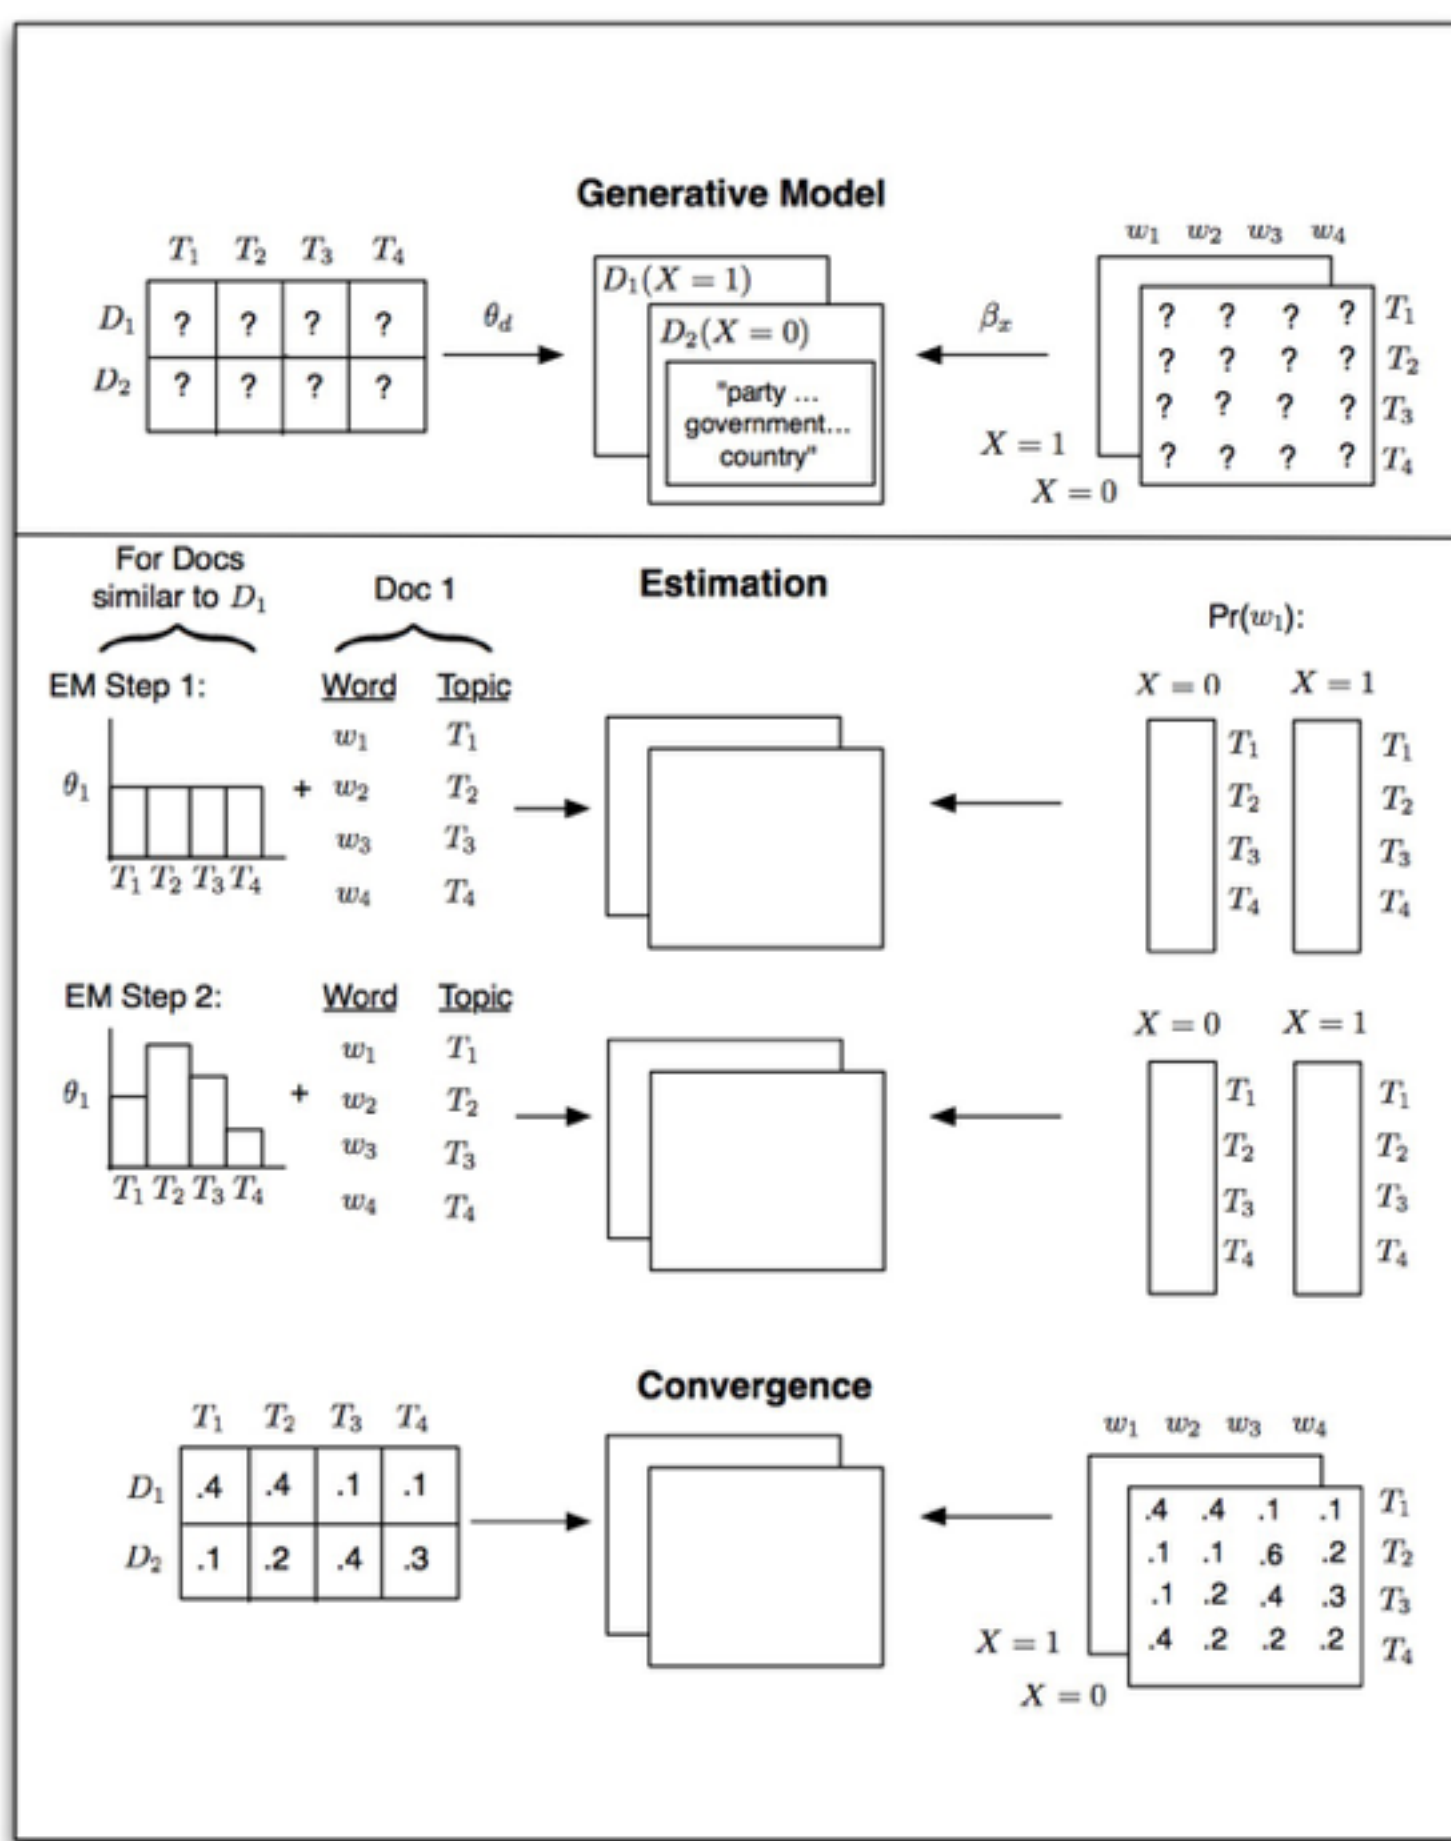 Generative Model
T₁ T₂ T₃ T₄
D₁ ? ? ? ?
D₂ ? ? ? ?
θ_d
D₁(X = 1)
D₂(X = 0)
"party ...
government...
country"
β_x
w₁ w₂ w₃ w₄
? ? ? ? T₁
? ? ? ? T₂
? ? ? ? T₃
? ? ? ? T₄
X = 1
X = 0
Estimation
For Docs
similar to D₁
Doc 1
Pr(w₁):
EM Step 1:
θ₁
T₁ T₂ T₃ T₄
+
Word Topic
w₁ T₁
w₂ T₂
w₃ T₃
w₄ T₄
X = 0 X = 1
T₁ T₁
T₂ T₂
T₃ T₃
T₄ T₄
EM Step 2:
θ₁
T₁ T₂ T₃ T₄
+
Word Topic
w₁ T₁
w₂ T₂
w₃ T₃
w₄ T₄
X = 0 X = 1
T₁ T₁
T₂ T₂
T₃ T₃
T₄ T₄
Convergence
T₁ T₂ T₃ T₄
D₁ .4 .4 .1 .1
D₂ .1 .2 .4 .3
w₁ w₂ w₃ w₄
.4 .4 .1 .1 T₁
.1 .1 .6 .2 T₂
.1 .2 .4 .3 T₃
.4 .2 .2 .2 T₄
X = 1
X = 0